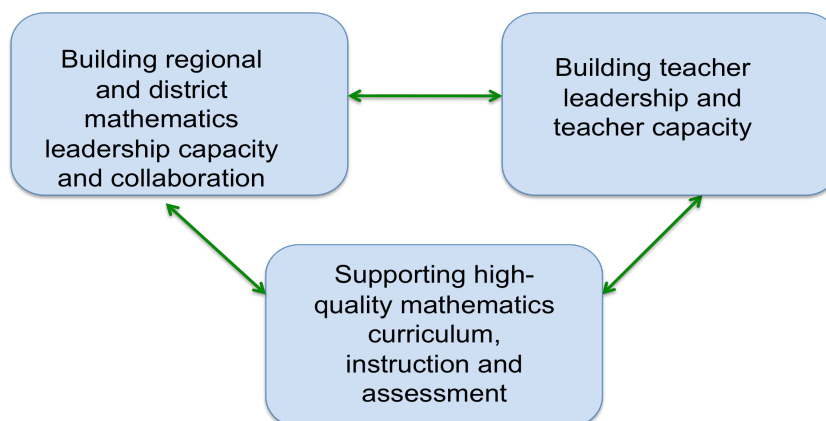 Building regional
and district
mathematics
leadership capacity
and collaboration
Building teacher
leadership and
teacher capacity
Supporting high-
quality mathematics
curriculum,
instruction and
assessment